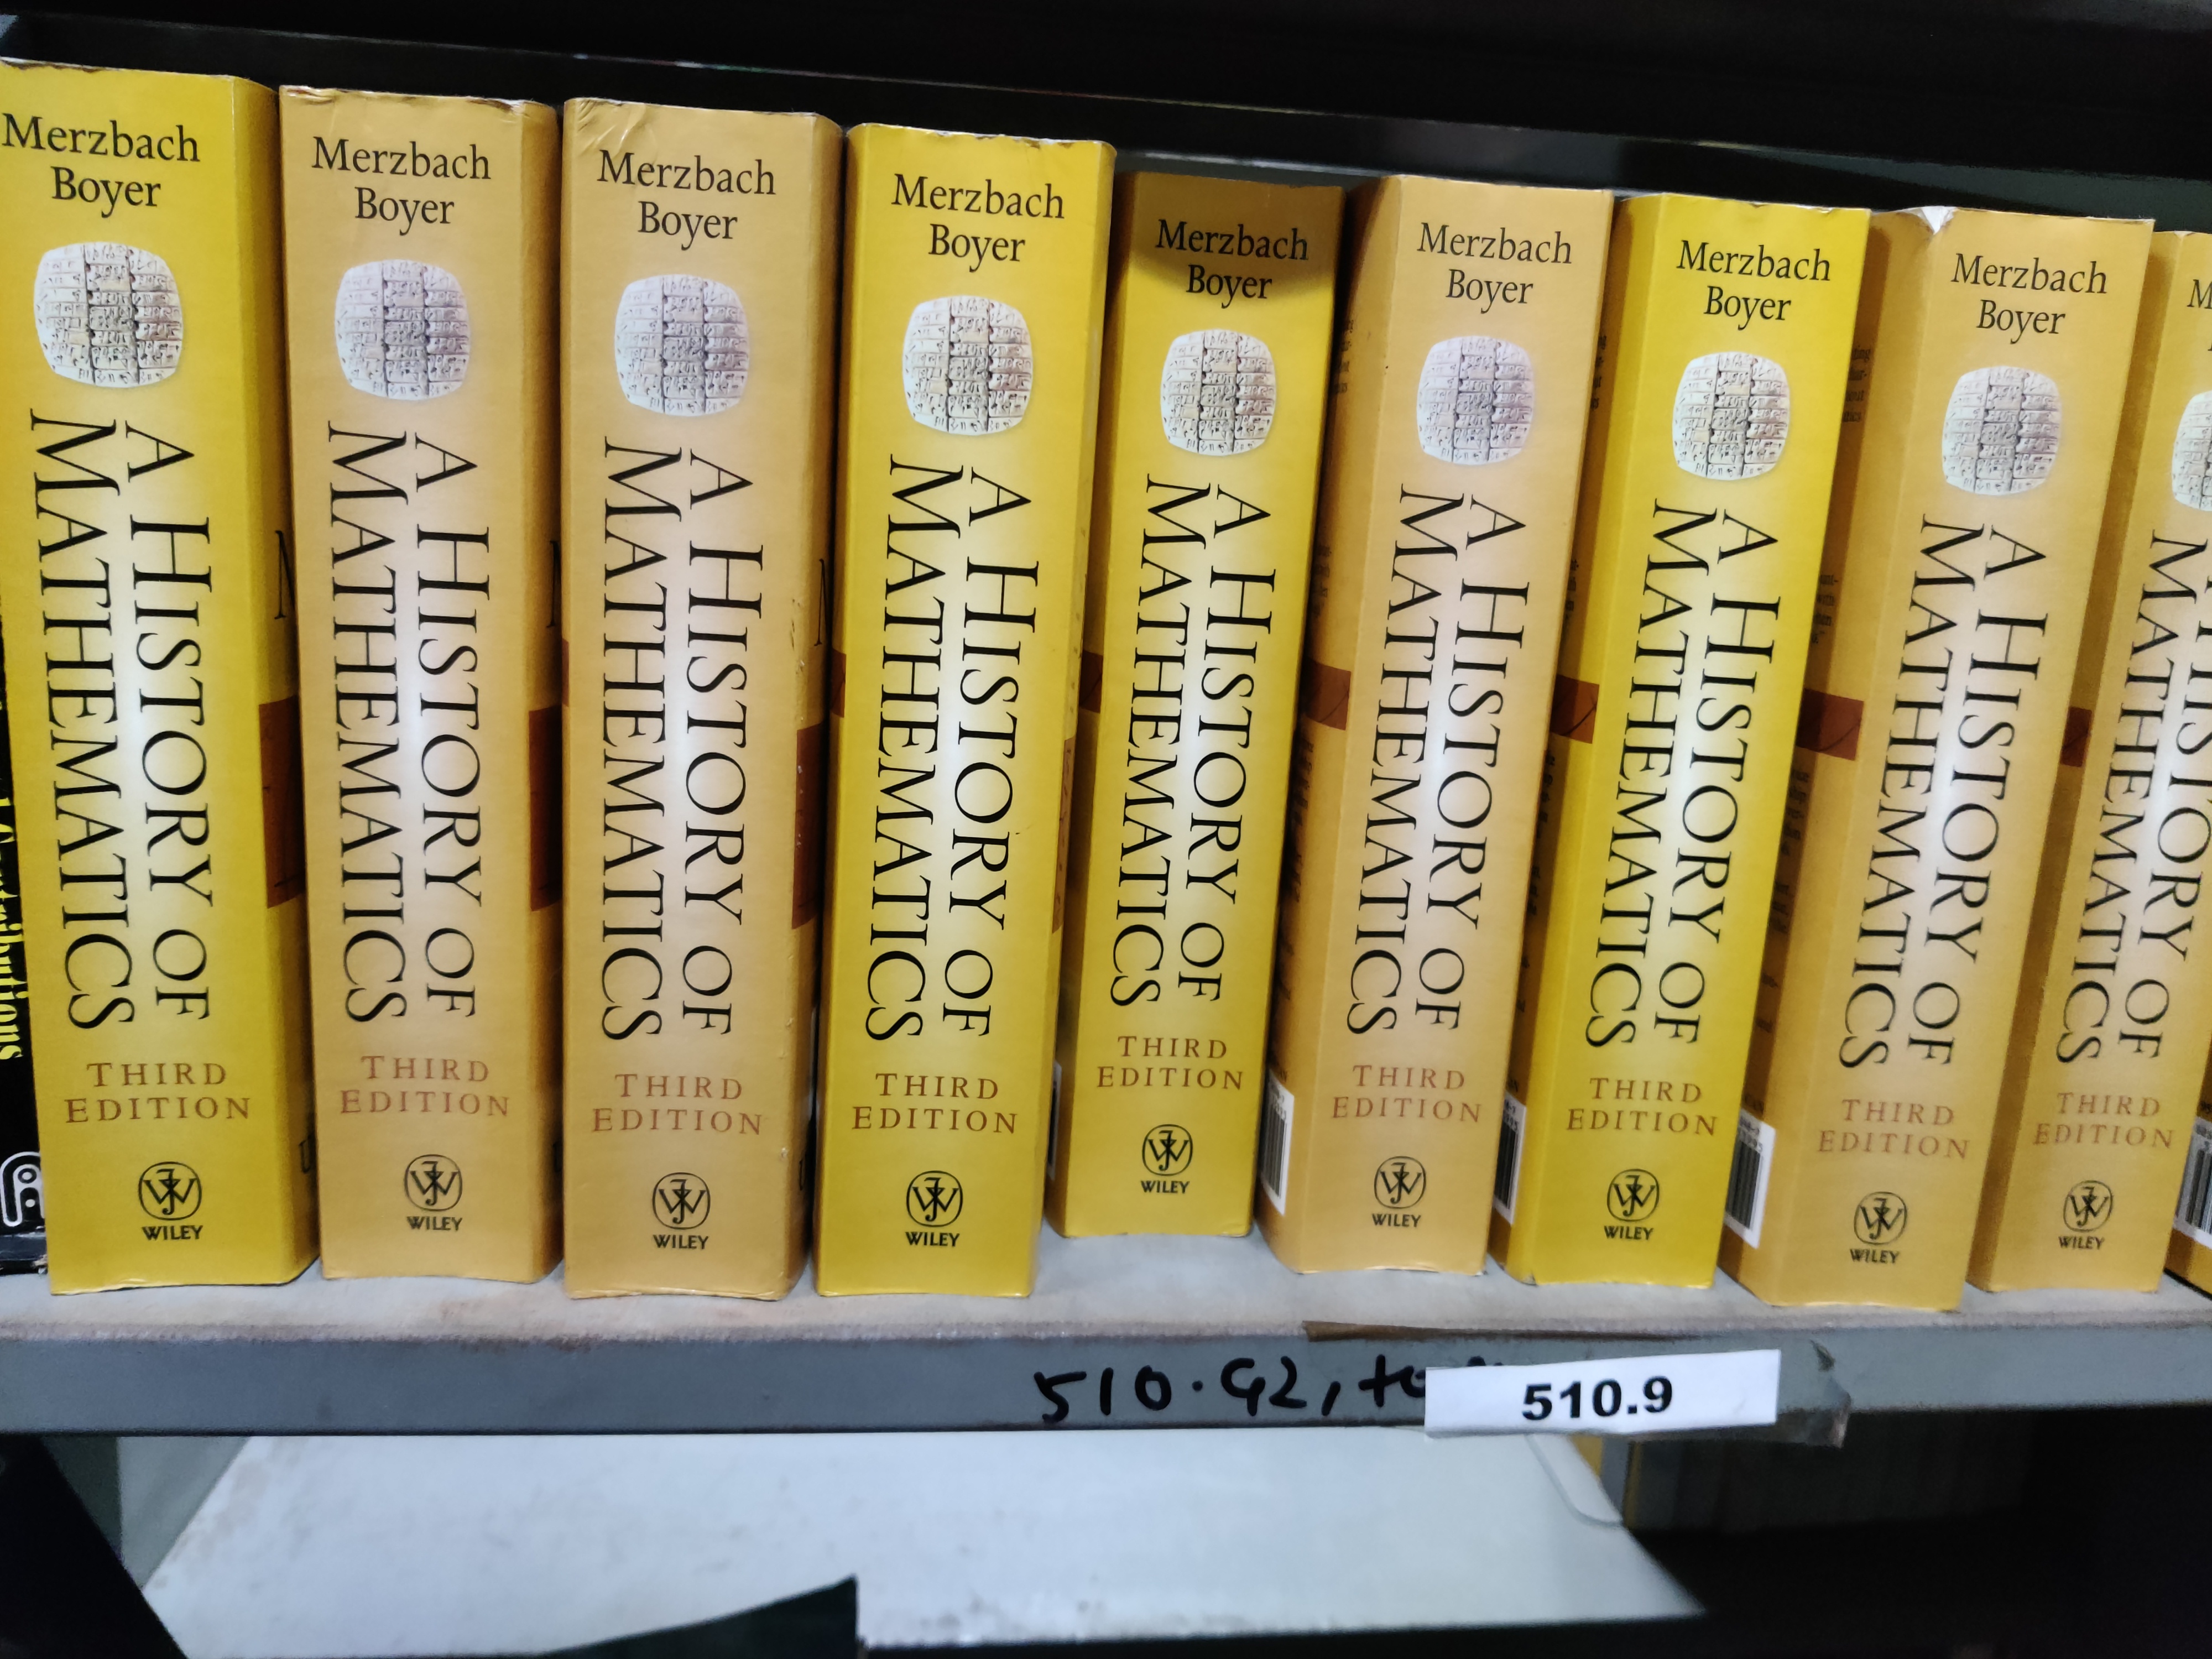 Merzbach
Boyer
A HISTORY OF
MATHEMATICS
THIRD
EDITION
WILEY
Merzbach
Boyer
A HISTORY OF
MATHEMATICS
THIRD
EDITION
WILEY
Merzbach
Boyer
A HISTORY OF
MATHEMATICS
THIRD
EDITION
WILEY
Merzbach
Boyer
A HISTORY OF
MATHEMATICS
THIRD
EDITION
WILEY
Merzbach
Boyer
A HISTORY OF
MATHEMATICS
THIRD
EDITION
WILEY
Merzbach
Boyer
A HISTORY OF
MATHEMATICS
THIRD
EDITION
WILEY
Merzbach
Boyer
A HISTORY OF
MATHEMATICS
THIRD
EDITION
WILEY
Merzbach
Boyer
A HISTORY OF
MATHEMATICS
THIRD
EDITION
WILEY
OF
MATHEMATICS
THIRD
EDITION
WILEY
510.9